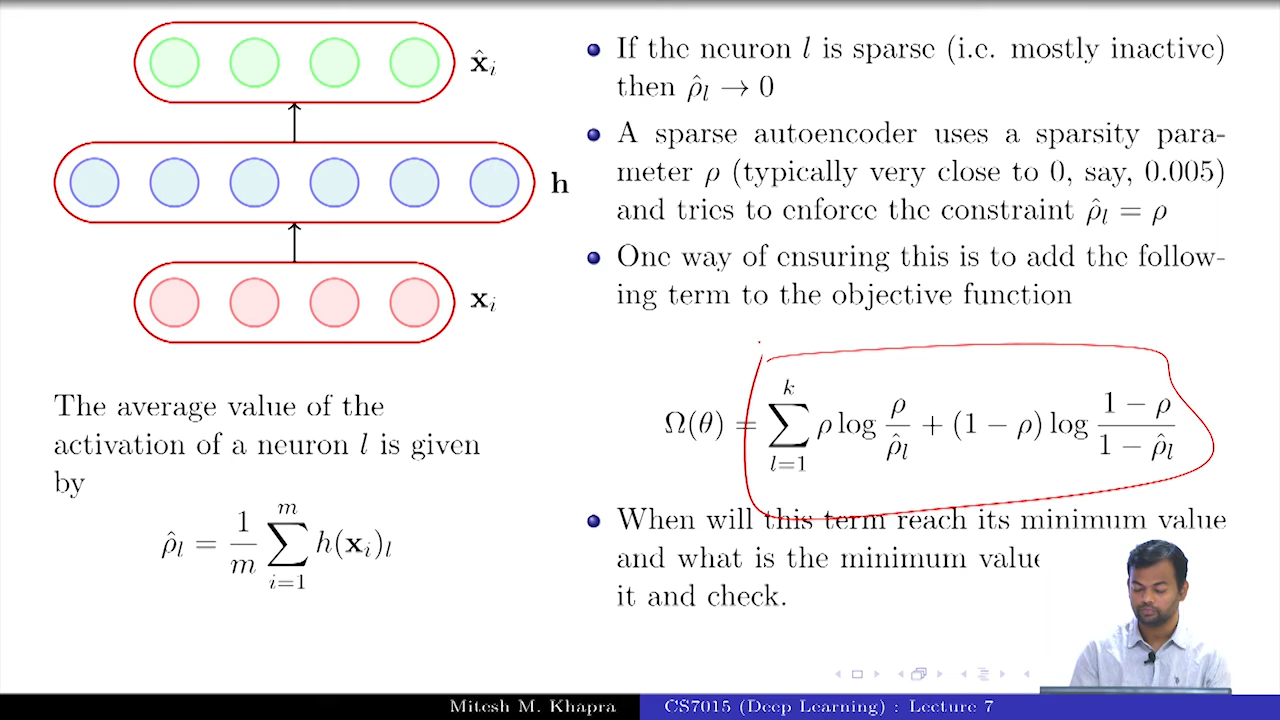 x̂ᵢ
h
xᵢ
The average value of the
activation of a neuron l is given
by
ρ̂ₗ = 1/m ∑ᵢ₌₁ᵐ h(xᵢ)ₗ
If the neuron l is sparse (i.e. mostly inactive)
then ρ̂ₗ → 0
A sparse autoencoder uses a sparsity para-
meter ρ (typically very close to 0, say, 0.005)
and tries to enforce the constraint ρ̂ₗ = ρ
One way of ensuring this is to add the follow-
ing term to the objective function
Ω(θ) = ∑ₗ₌₁ᵏ ρ log ρ/ρ̂ₗ + (1 − ρ) log (1 − ρ)/(1 − ρ̂ₗ)
When will this term reach its minimum value
and what is the minimum value
it and check.
Mitesh M. Khapra
CS7015 (Deep Learning) : Lecture 7